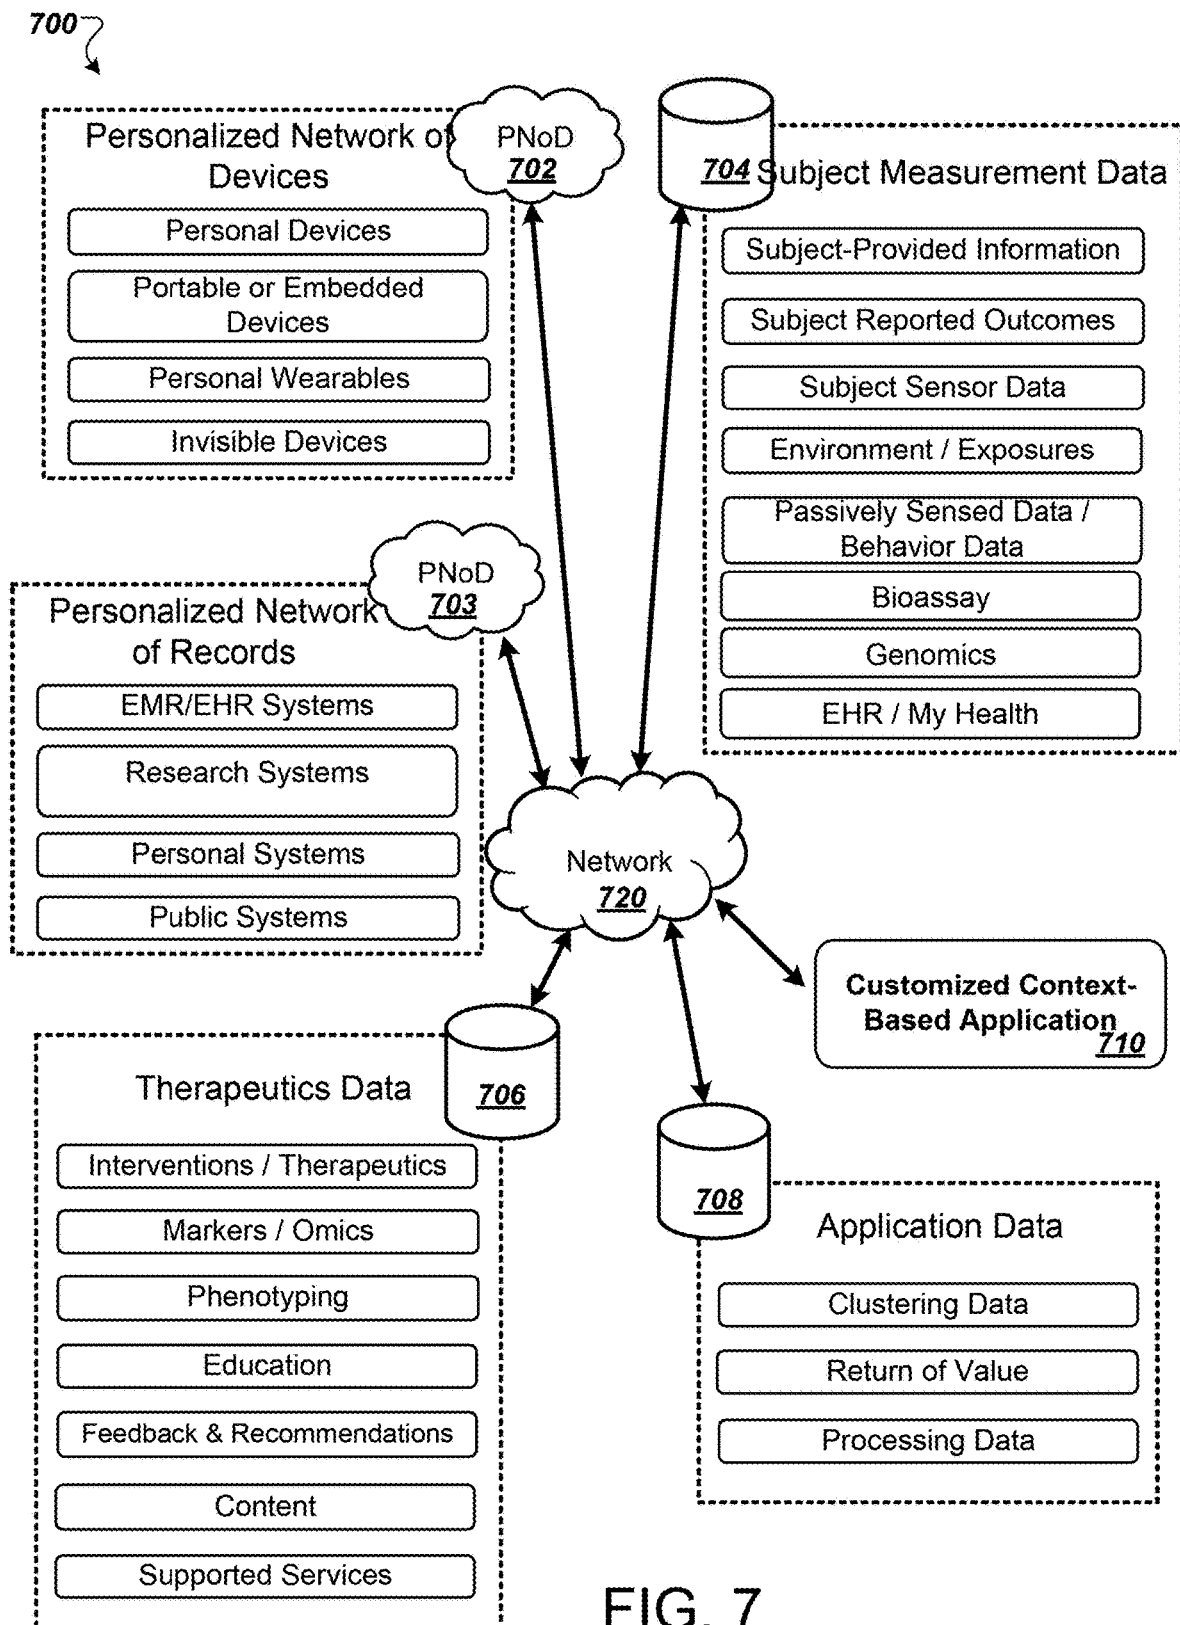 700
Personalized Network of
Devices
PNoD
702
Personal Devices
Portable or Embedded
Devices
Personal Wearables
Invisible Devices
704
Subject Measurement Data
Subject-Provided Information
Subject Reported Outcomes
Subject Sensor Data
Environment / Exposures
Passively Sensed Data /
Behavior Data
Bioassay
Genomics
EHR / My Health
PNoD
703
Personalized Network
of Records
EMR/EHR Systems
Research Systems
Personal Systems
Public Systems
Network
720
Customized Context-
Based Application
710
Therapeutics Data
706
Interventions / Therapeutics
Markers / Omics
Phenotyping
Education
Feedback & Recommendations
Content
Supported Services
708
Application Data
Clustering Data
Return of Value
Processing Data
FIG. 7